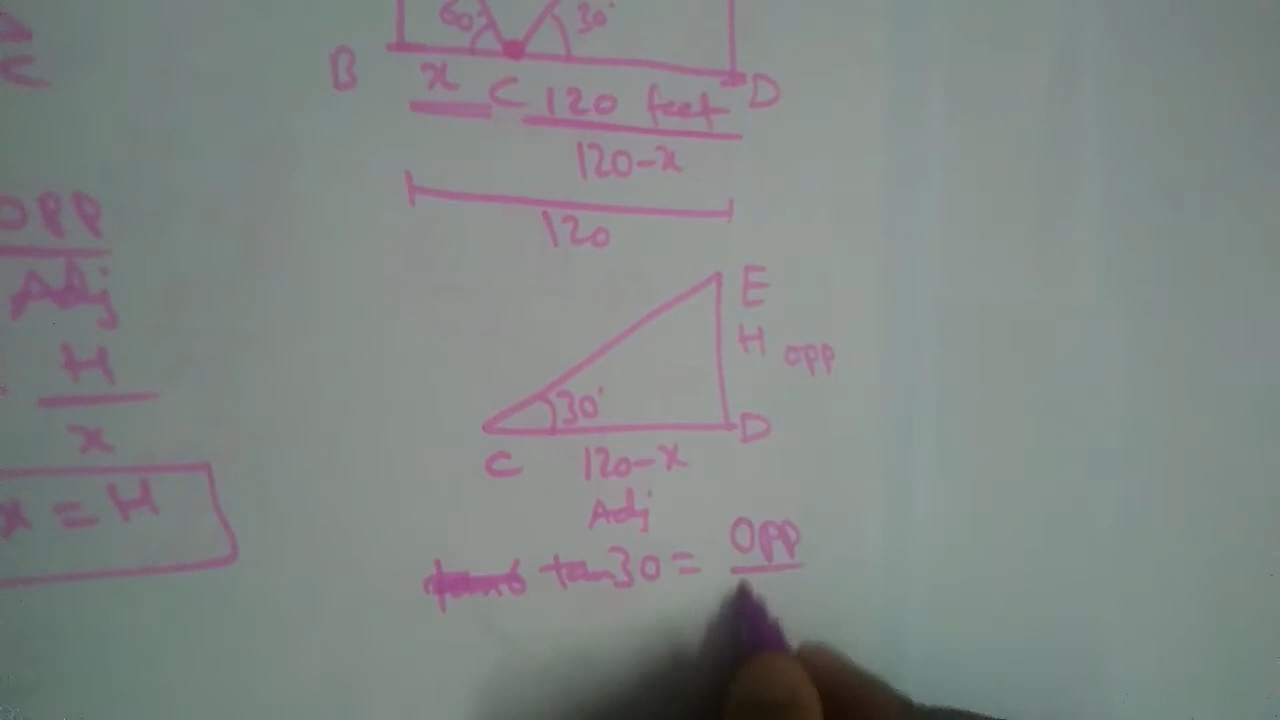 60° 30°
B x C 120 feet D
120-x
120
OPP
Adj
H
x
x = H
E
H OPP
30°
C 120-x D
Adj
tan30 = OPP